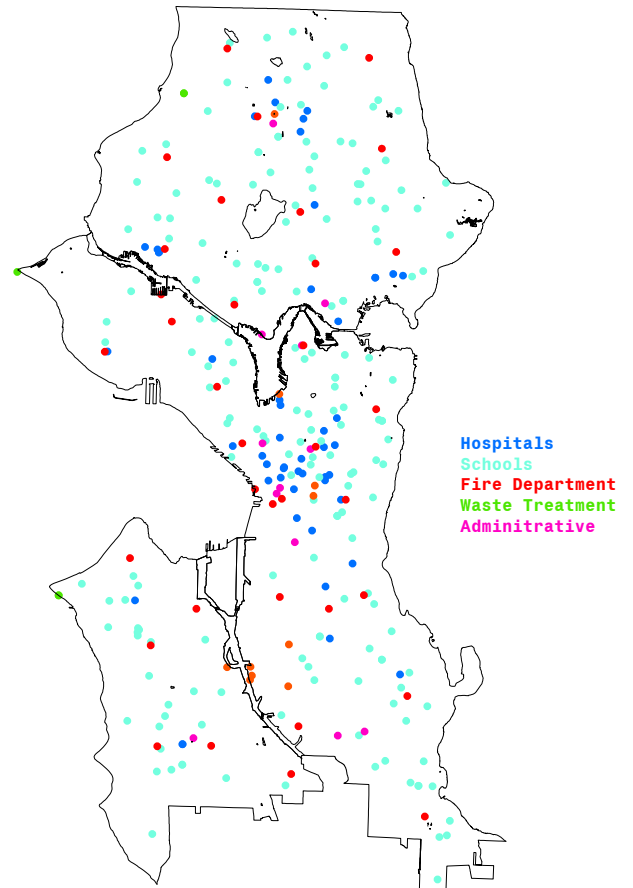 Hospitals
Schools
Fire Department
Waste Treatment
Adminitrative